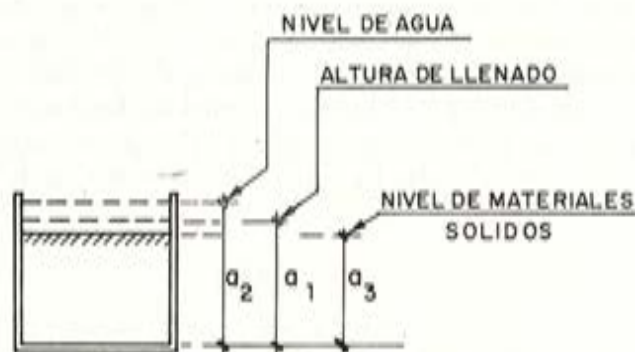 NIVEL DE AGUA
ALTURA DE LLENADO
NIVEL DE MATERIALES
SOLIDOS
a2 a1 a3